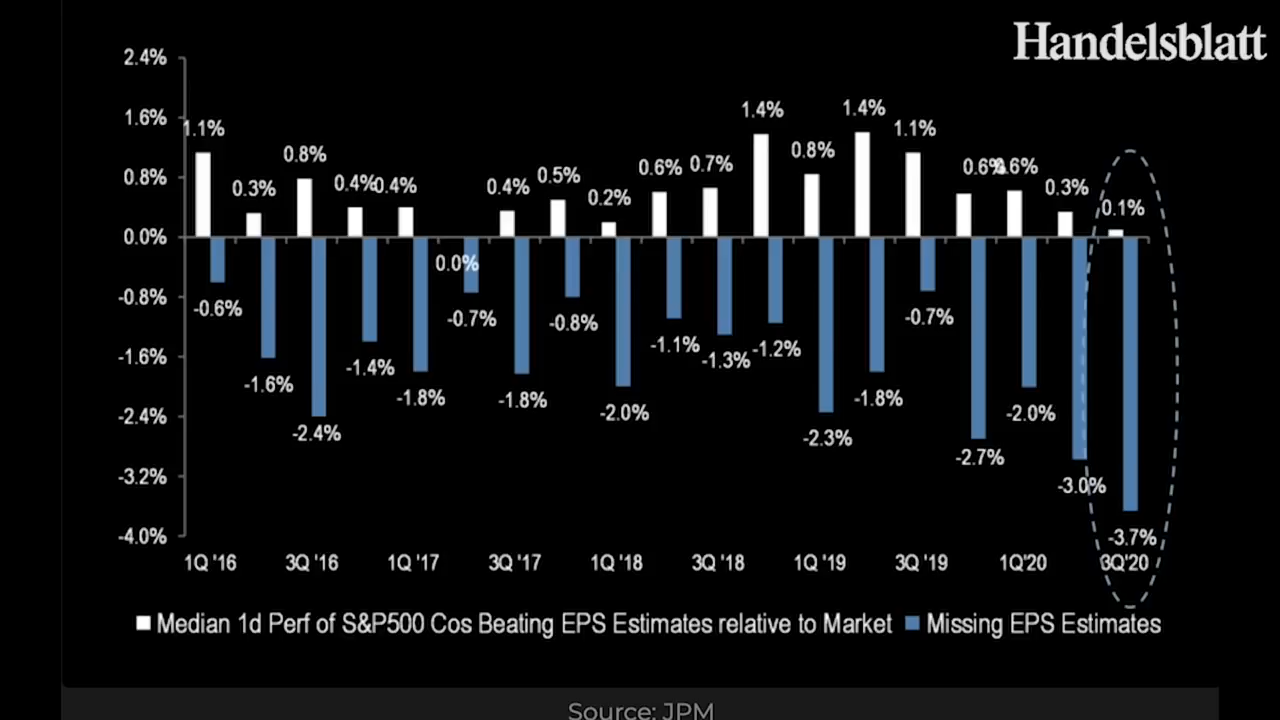 Handelsblatt
2.4%
1.6%
0.8%
0.0%
-0.8%
-1.6%
-2.4%
-3.2%
-4.0%
1.1% 0.3% 0.8% 0.4% 0.4% 0.0% 0.4% 0.5% 0.2% 0.6% 0.7% 1.4% 0.8% 1.4% 1.1% 0.6% 0.6% 0.3% 0.1%
-0.6% -1.6% -2.4% -1.4% -1.8% -0.7% -1.8% -0.8% -2.0% -1.1% -1.3% -1.2% -2.3% -1.8% -0.7% -2.7% -2.0% -3.0% -3.7%
1Q '16 3Q '16 1Q '17 3Q '17 1Q '18 3Q '18 1Q '19 3Q '19 1Q'20 3Q'20
Median 1d Perf of S&P500 Cos Beating EPS Estimates relative to Market Missing EPS Estimates
Source: JPM